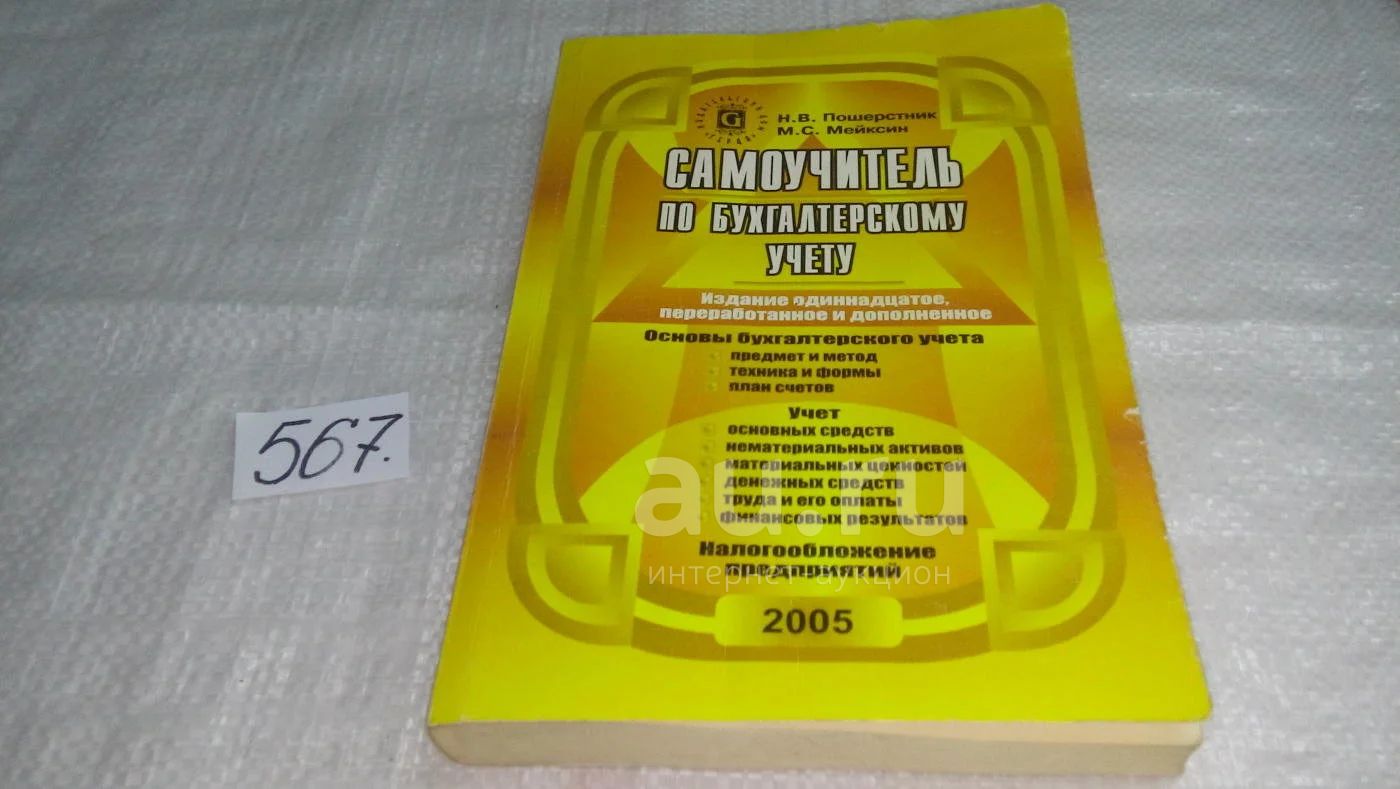 Н.В. Пошерстник
М.С. Мейксин
G
САМОУЧИТЕЛЬ
ПО БУХГАЛТЕРСКОМУ
УЧЕТУ
Издание одиннадцатое,
переработанное и дополненное
Основы бухгалтерского учета
предмет и метод
техника и формы
план счетов
Учет
основных средств
нематериальных активов
материальных ценностей
денежных средств
труда и его оплаты
финансовых результатов
Налогообложение
предприятий
2005
567.
au.ru
интернет-аукцион